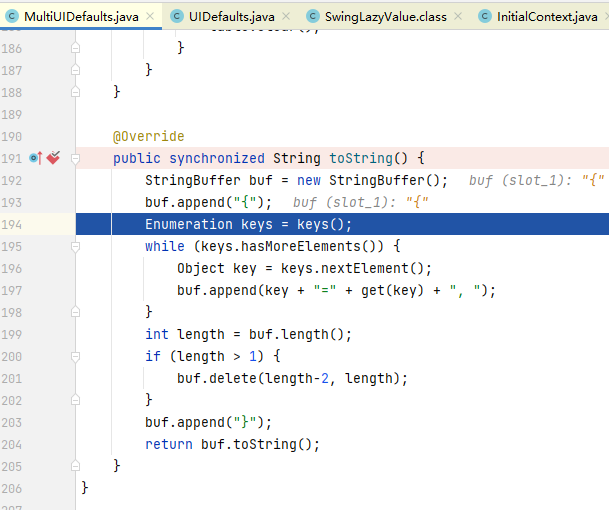 MultiUIDefaults.java × UIDefaults.java × SwingLazyValue.class × InitialContext.java ×
186 }
187 }
188 }
189
190 @Override
191 public synchronized String toString() {
192 StringBuffer buf = new StringBuffer(); buf (slot_1): "{"
193 buf.append("{"); buf (slot_1): "{"
194 Enumeration keys = keys();
195 while (keys.hasMoreElements()) {
196 Object key = keys.nextElement();
197 buf.append(key + "=" + get(key) + ", ");
198 }
199 int length = buf.length();
200 if (length > 1) {
201 buf.delete(length-2, length);
202 }
203 buf.append("}");
204 return buf.toString();
205 }
206 }